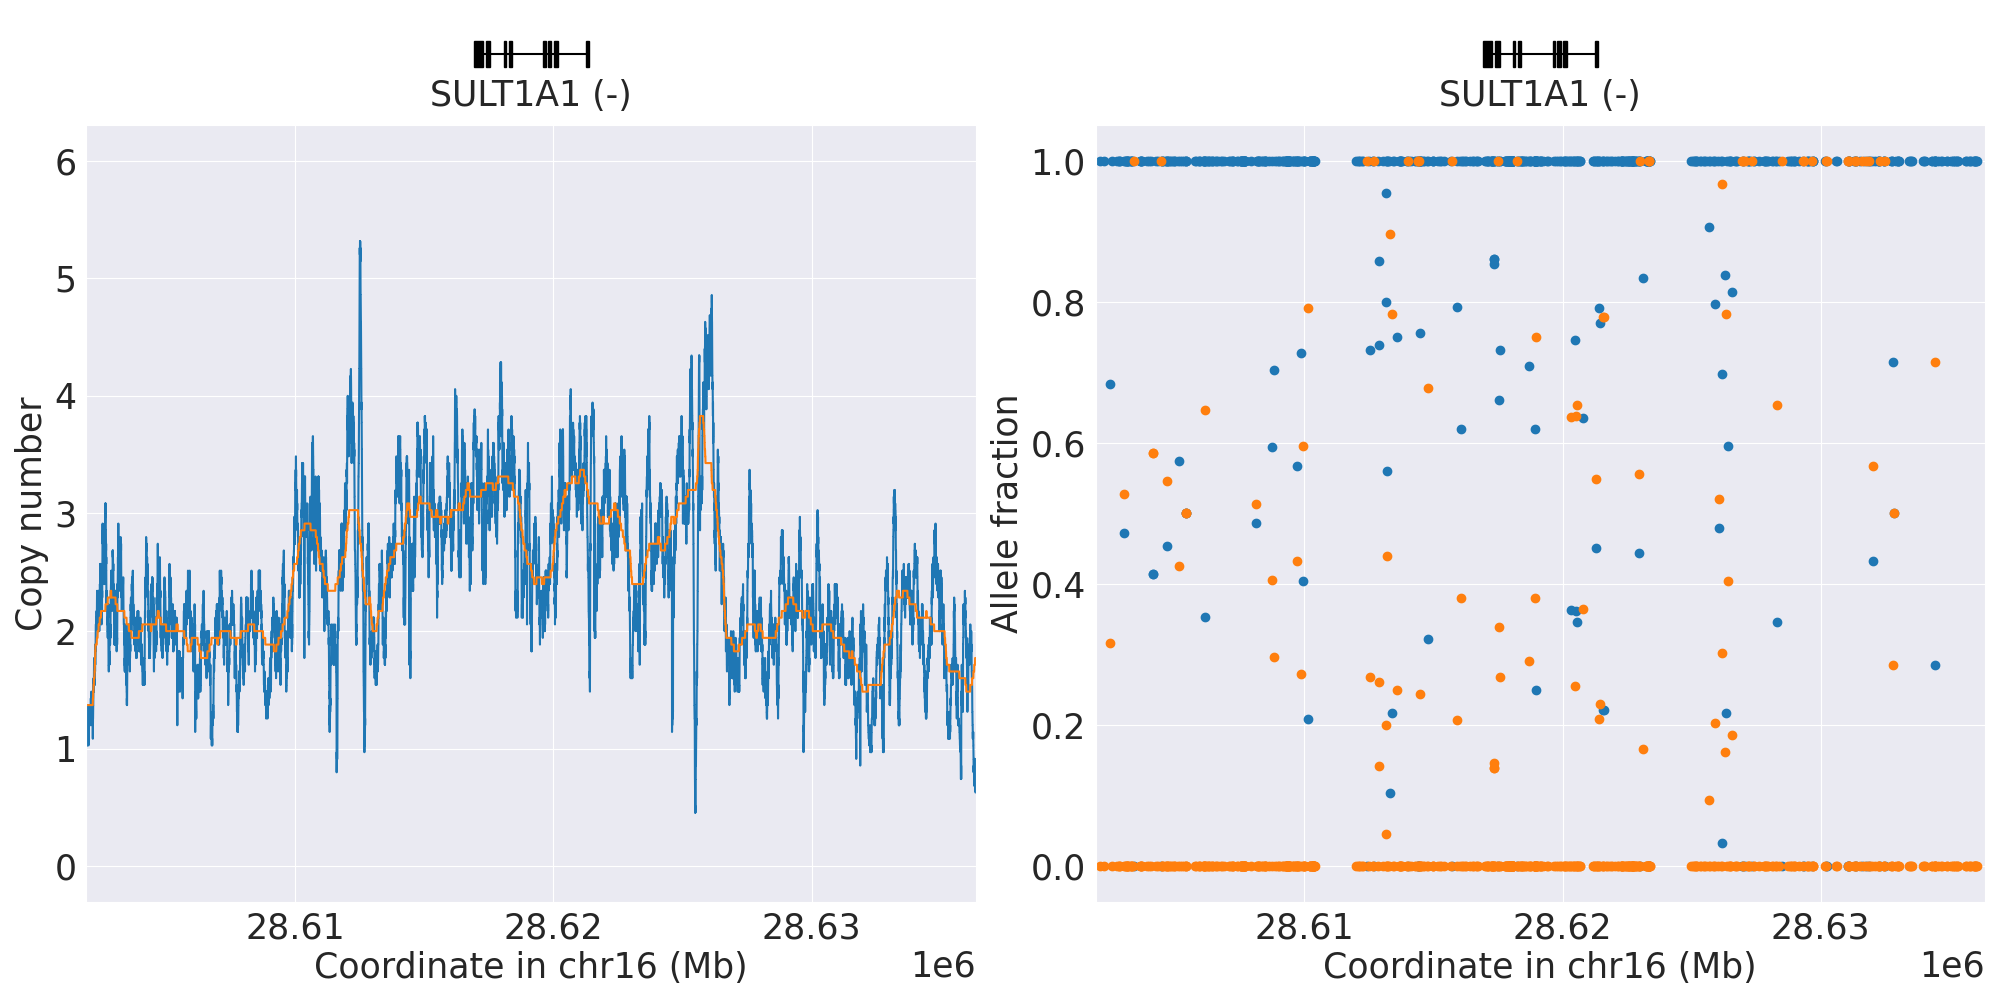 SULT1A1 (-)
6
5
4
3
2
1
0
Copy number
28.61
28.62
28.63
Coordinate in chr16 (Mb)
1e6
SULT1A1 (-)
1.0
0.8
0.6
0.4
0.2
0.0
Allele fraction
28.61
28.62
28.63
Coordinate in chr16 (Mb)
1e6